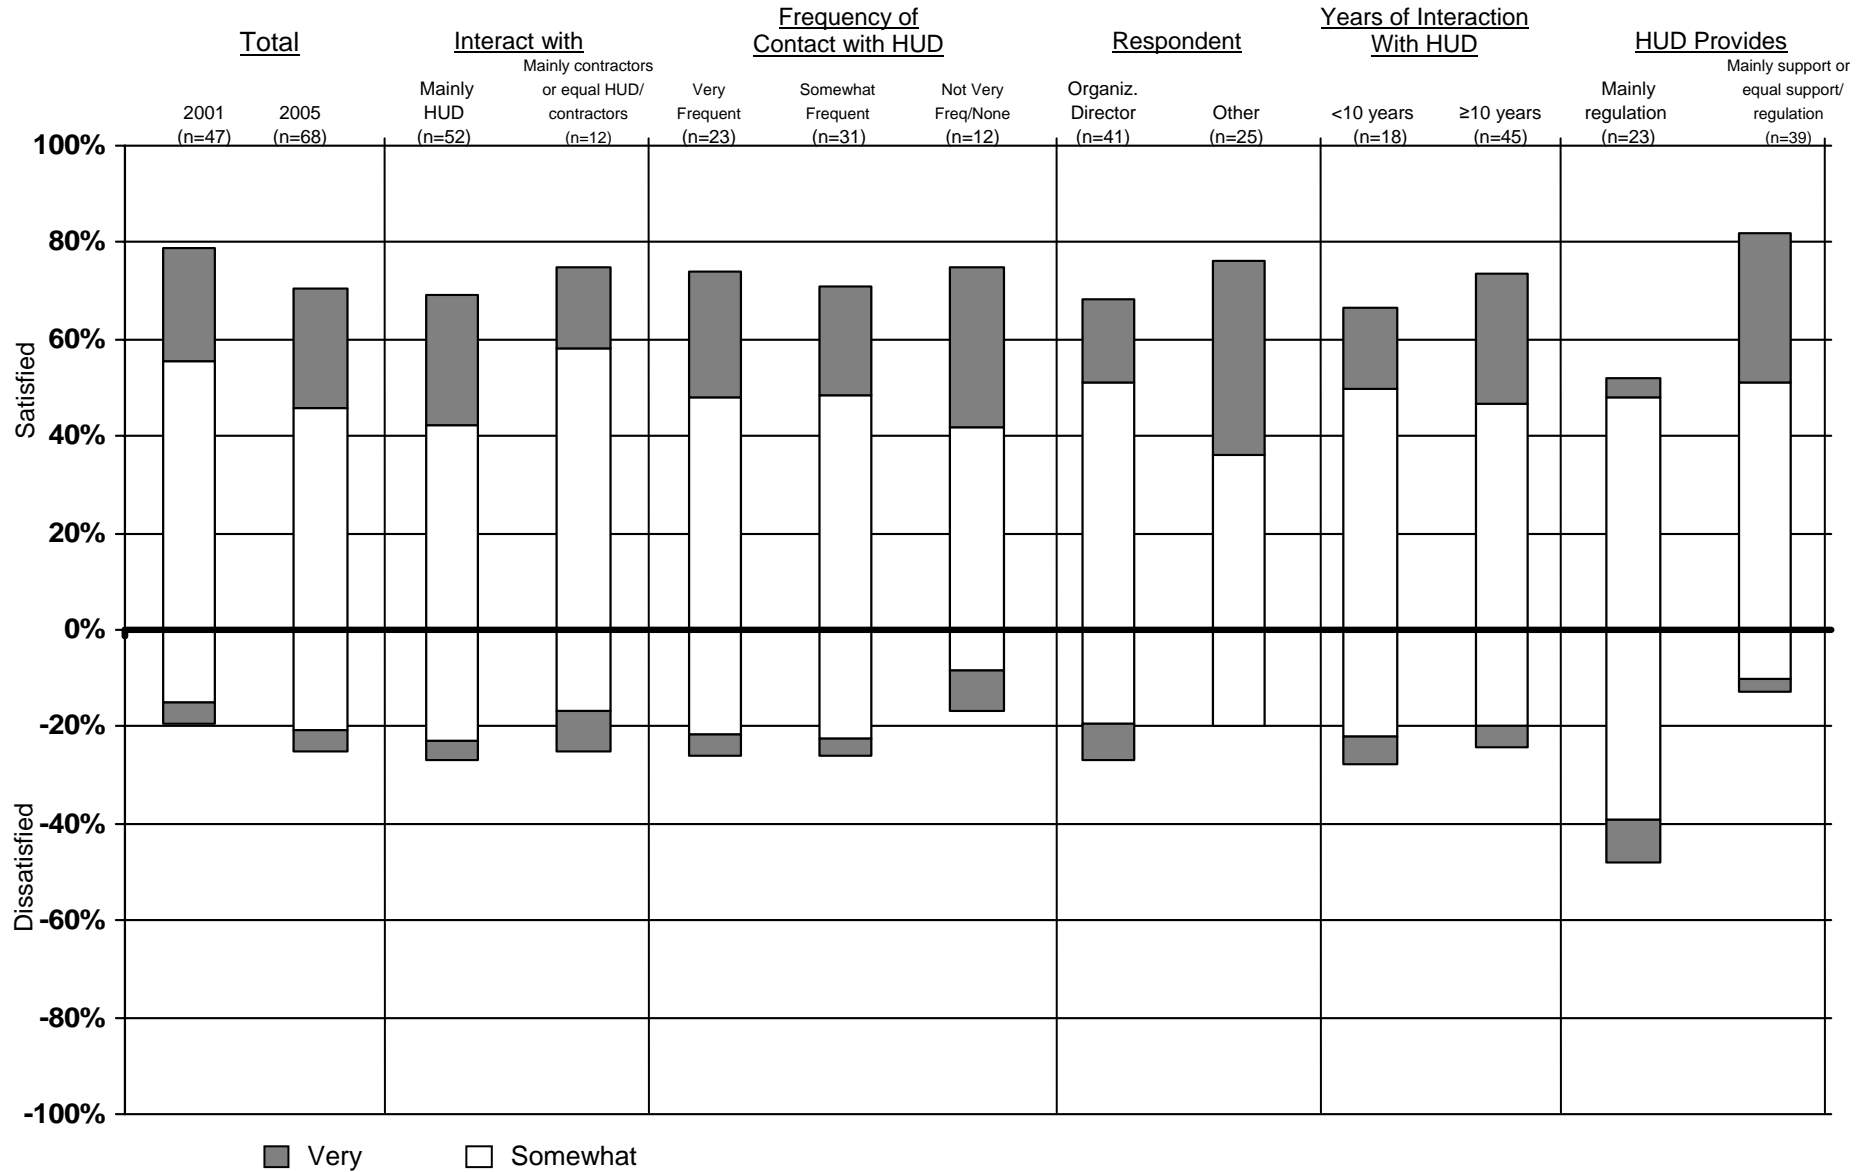 Total
Interact with
Frequency of
Contact with HUD
Respondent
Years of Interaction
With HUD
HUD Provides
2001
(n=47)
2005
(n=68)
Mainly
HUD
(n=52)
Mainly contractors
or equal HUD/
contractors
(n=12)
Very
Frequent
(n=23)
Somewhat
Frequent
(n=31)
Not Very
Freq/None
(n=12)
Organiz.
Director
(n=41)
Other
(n=25)
<10 years
(n=18)
≥10 years
(n=45)
Mainly
regulation
(n=23)
Mainly support or
equal support/
regulation
(n=39)
100%
80%
60%
40%
20%
0%
-20%
-40%
-60%
-80%
-100%
Satisfied
Dissatisfied
Very
Somewhat